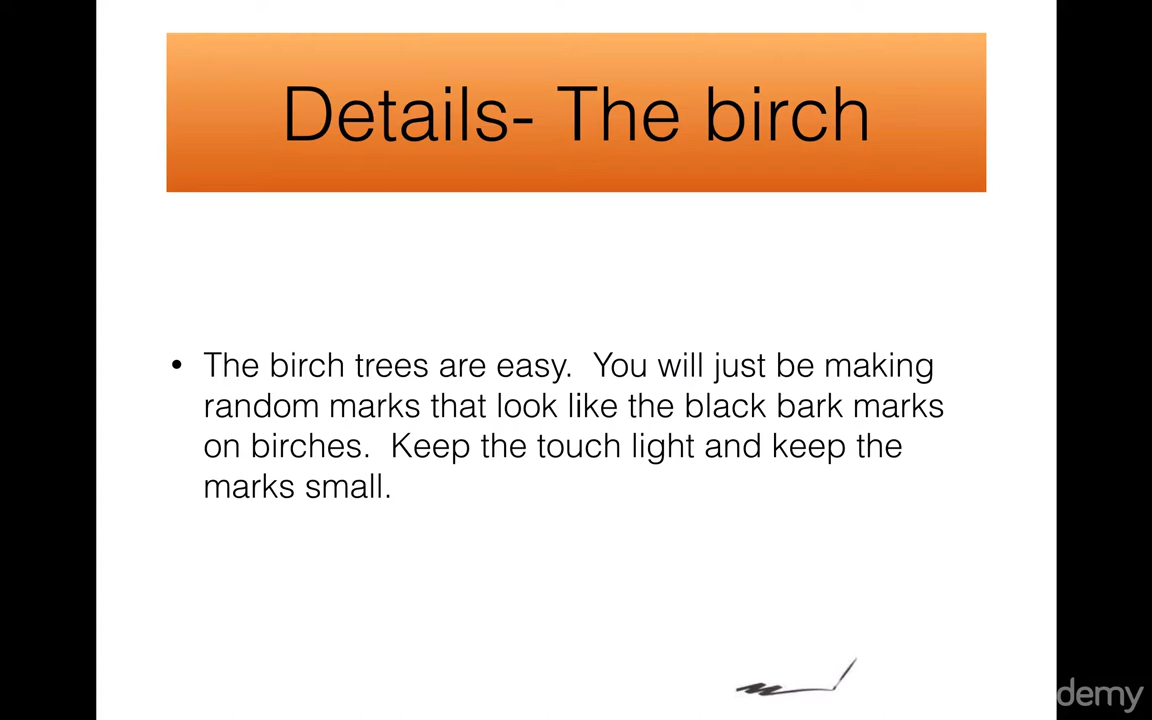 Details- The birch
• The birch trees are easy.  You will just be making
random marks that look like the black bark marks
on birches.  Keep the touch light and keep the
marks small.
demy